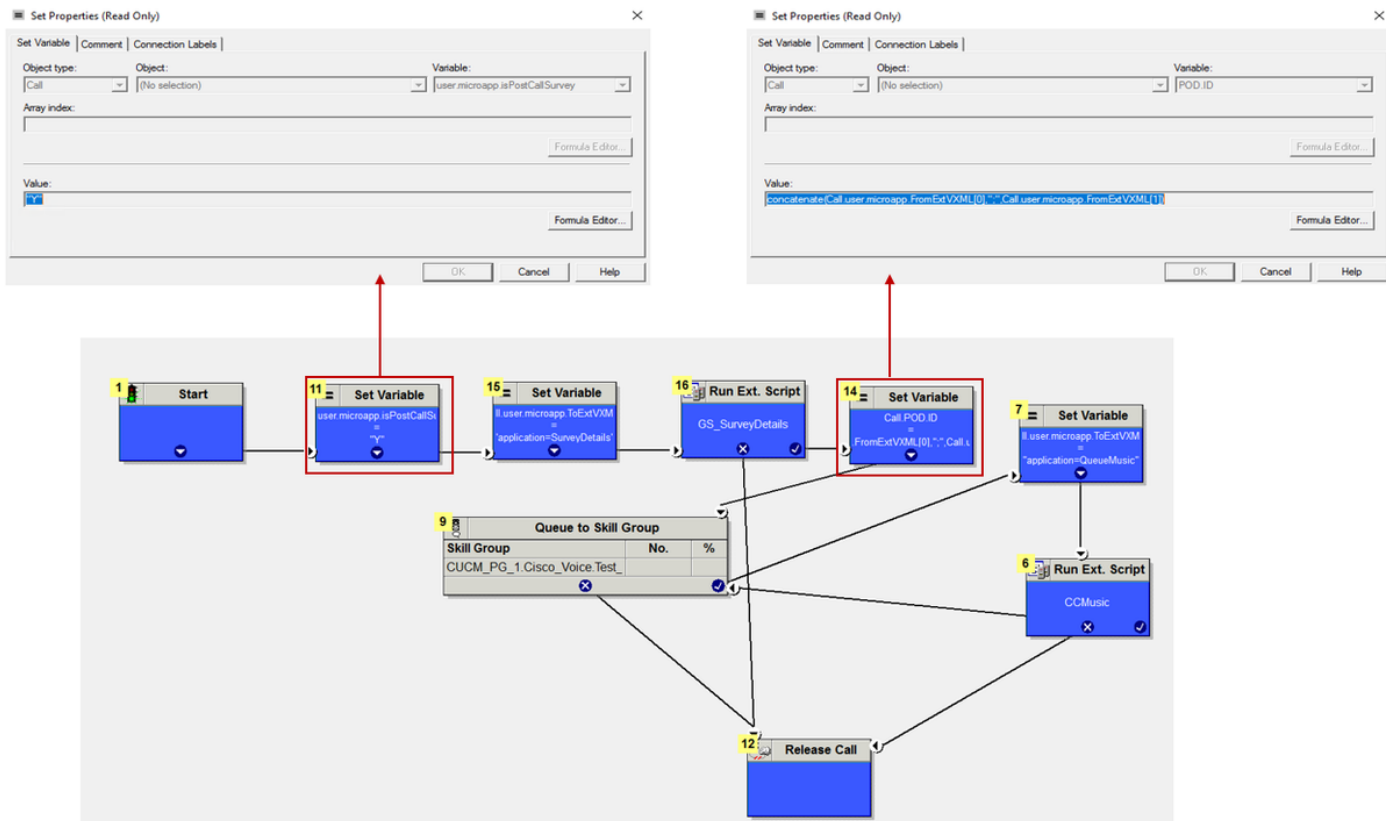 Set Properties (Read Only)
Set Variable Comment Connection Labels
Object type: Object: Variable:
Call (No selection) user.microapp.isPostCallSurvey
Array index:
Formula Editor...
Value:
"Y"
Formula Editor...
OK Cancel Help
Set Properties (Read Only)
Set Variable Comment Connection Labels
Object type: Object: Variable:
Call (No selection) POD.ID
Array index:
Formula Editor...
Value:
concatenate(Call.user.microapp.FromExtVXML[0],";",Call.user.microapp.FromExtVXML[1])
Formula Editor...
OK Cancel Help
1 Start
11 = Set Variable
user.microapp.isPostCallSu
=
"Y"
15 = Set Variable
ll.user.microapp.ToExtVXM
=
'application=SurveyDetails'
16 Run Ext. Script
GS_SurveyDetails
14 = Set Variable
Call.POD.ID
=
FromExtVXML[0],";",Call.u
7 = Set Variable
ll.user.microapp.ToExtVXM
=
"application=QueueMusic"
9 Queue to Skill Group
Skill Group No. %
CUCM_PG_1.Cisco_Voice.Test_
6 Run Ext. Script
CCMusic
12 Release Call